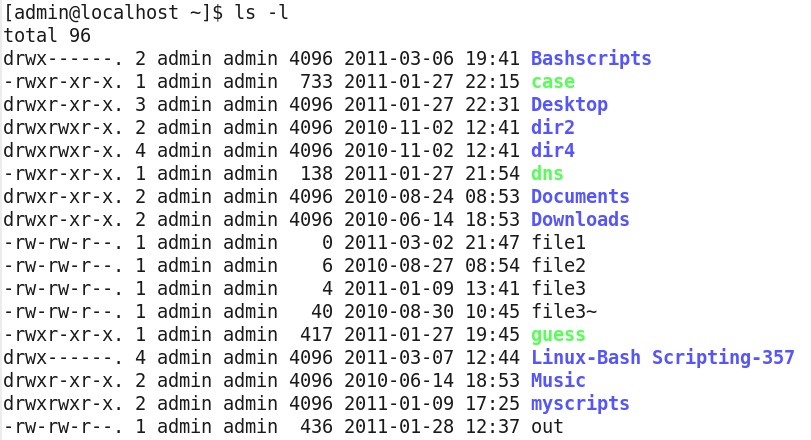 [admin@localhost ~]$ ls -l
total 96
drwx------. 2 admin admin 4096 2011-03-06 19:41 Bashscripts
-rwxr-xr-x. 1 admin admin  733 2011-01-27 22:15 case
drwxr-xr-x. 3 admin admin 4096 2011-01-27 22:31 Desktop
drwxrwxr-x. 2 admin admin 4096 2010-11-02 12:41 dir2
drwxrwxr-x. 4 admin admin 4096 2010-11-02 12:41 dir4
-rwxr-xr-x. 1 admin admin  138 2011-01-27 21:54 dns
drwxr-xr-x. 2 admin admin 4096 2010-08-24 08:53 Documents
drwxr-xr-x. 2 admin admin 4096 2010-06-14 18:53 Downloads
-rw-rw-r--. 1 admin admin    0 2011-03-02 21:47 file1
-rw-rw-r--. 1 admin admin    6 2010-08-27 08:54 file2
-rw-rw-r--. 1 admin admin    4 2011-01-09 13:41 file3
-rw-rw-r--. 1 admin admin   40 2010-08-30 10:45 file3~
-rwxr-xr-x. 1 admin admin  417 2011-01-27 19:45 guess
drwx------. 4 admin admin 4096 2011-03-07 12:44 Linux-Bash Scripting-357
drwxr-xr-x. 2 admin admin 4096 2010-06-14 18:53 Music
drwxrwxr-x. 2 admin admin 4096 2011-01-09 17:25 myscripts
-rw-rw-r--. 1 admin admin  436 2011-01-28 12:37 out